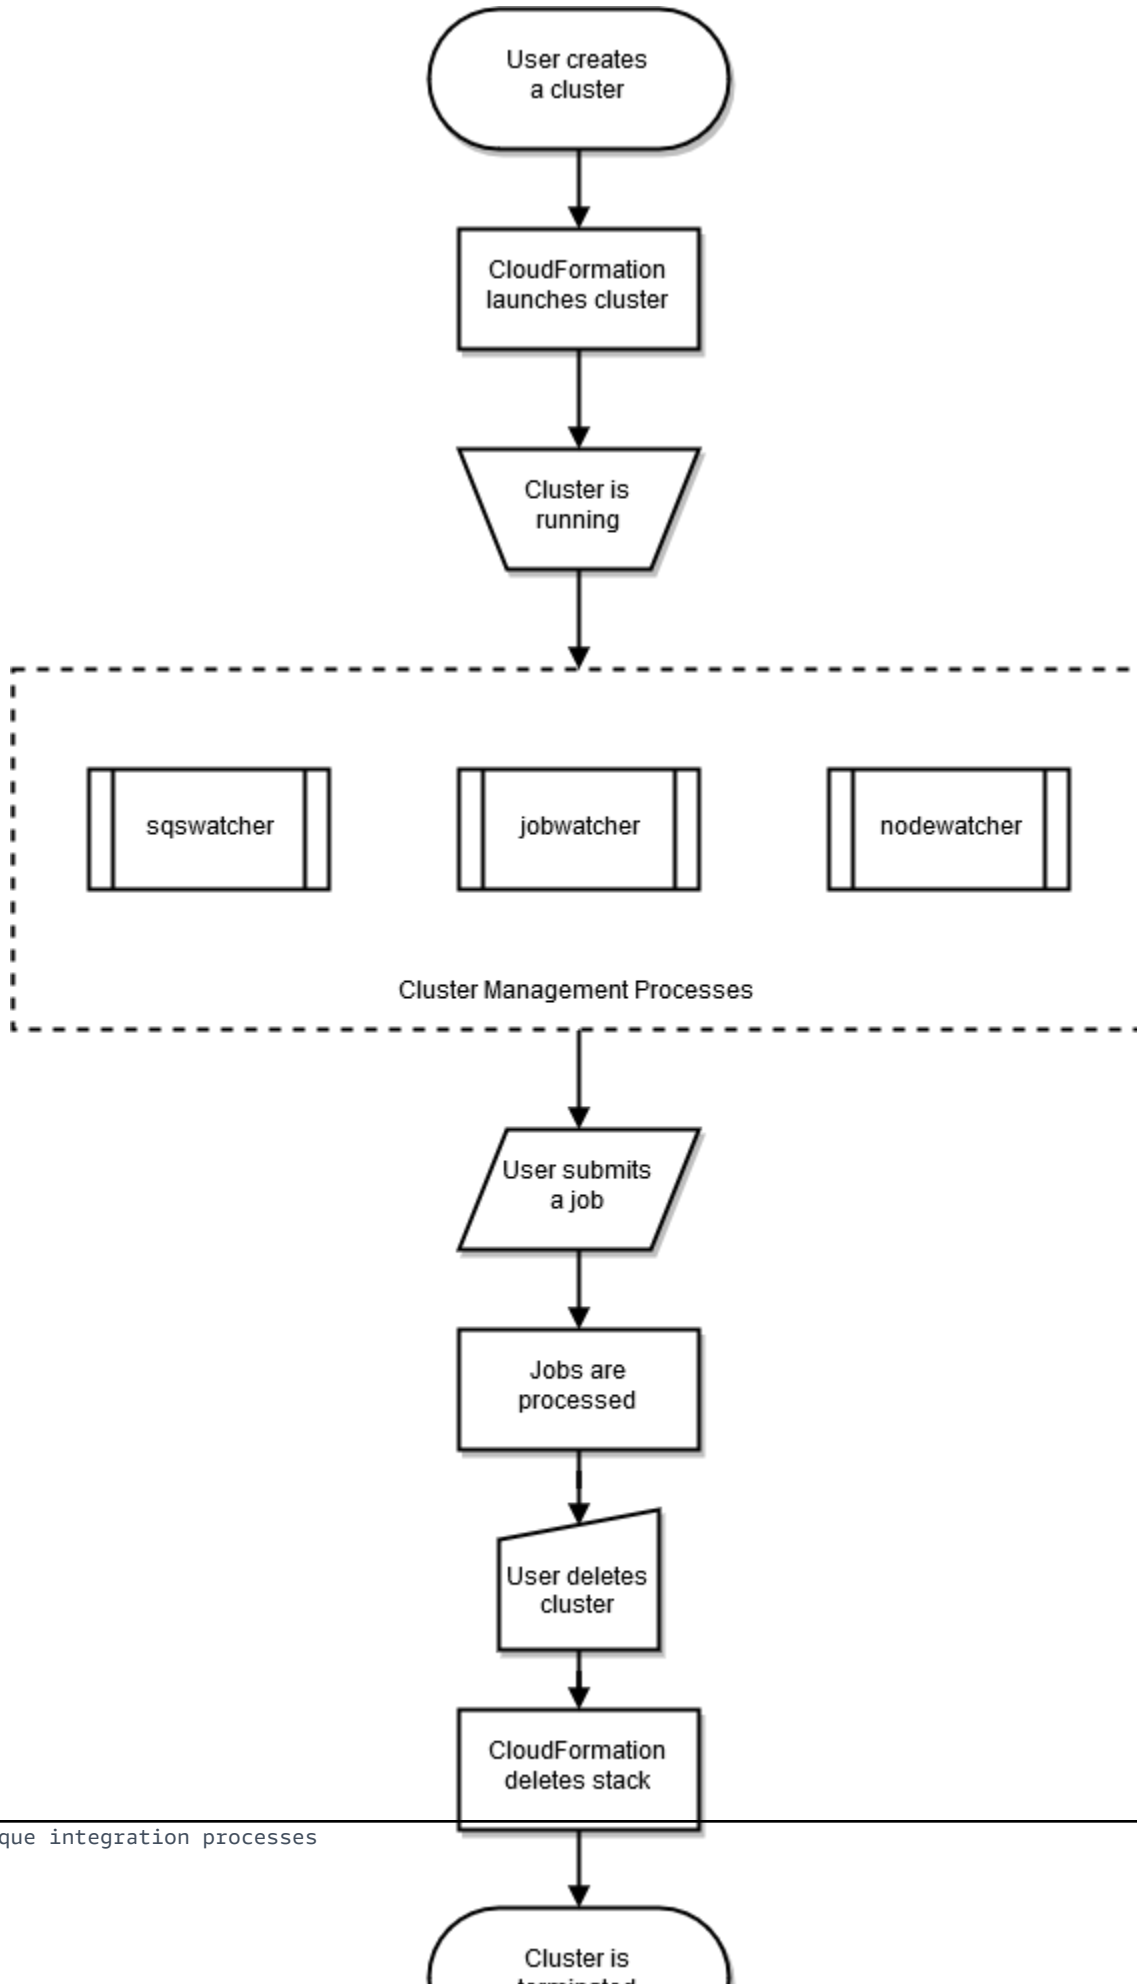 User creates
a cluster
CloudFormation
launches cluster
Cluster is
running
sqswatcher
jobwatcher
nodewatcher
Cluster Management Processes
User submits
a job
Jobs are
processed
User deletes
cluster
CloudFormation
deletes stack
que integration processes
Cluster is
terminated